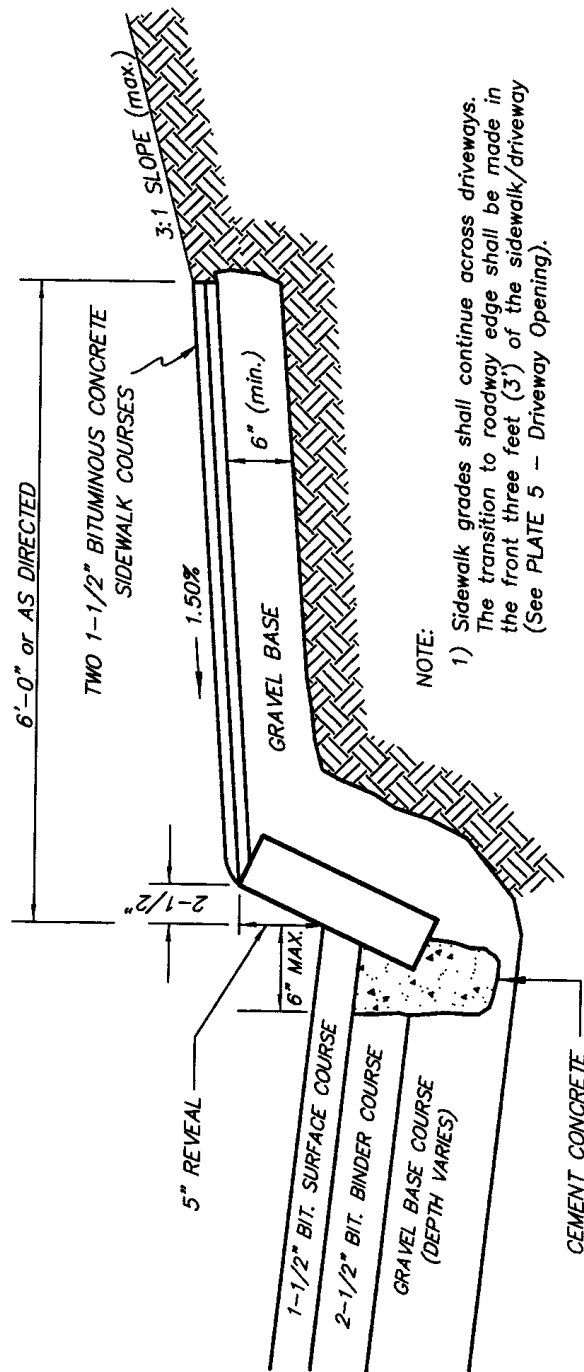 6'-0" or AS DIRECTED
TWO 1-1/2" BITUMINOUS CONCRETE
SIDEWALK COURSES
3:1 SLOPE (max.)
1.50%
2-1/2"
5" REVEAL
6" (min.)
GRAVEL BASE
6" MAX.
1-1/2" BIT. SURFACE COURSE
2-1/2" BIT. BINDER COURSE
GRAVEL BASE COURSE
(DEPTH VARIES)
CEMENT CONCRETE
NOTE:
1) Sidewalk grades shall continue across driveways.
The transition to roadway edge shall be made in
the front three feet (3') of the sidewalk/driveway
(See PLATE 5 – Driveway Opening).